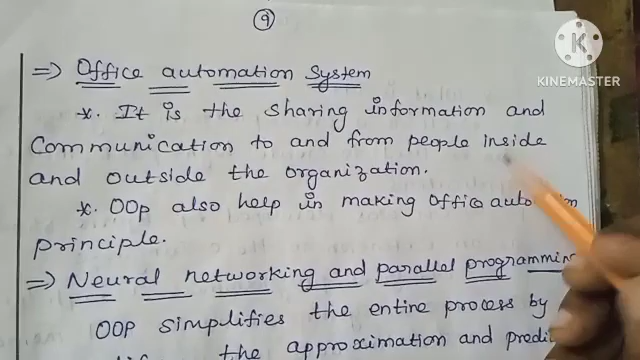 9
⇒ Office automation System
*. It is the sharing information and
Communication to and from people inside
and outside the organization.
*. OOp also help in making Office automation
principle.
⇒ Neural networking and parallel programming
OOP simplifies the entire process by
the approximation and
K
KINEMASTER